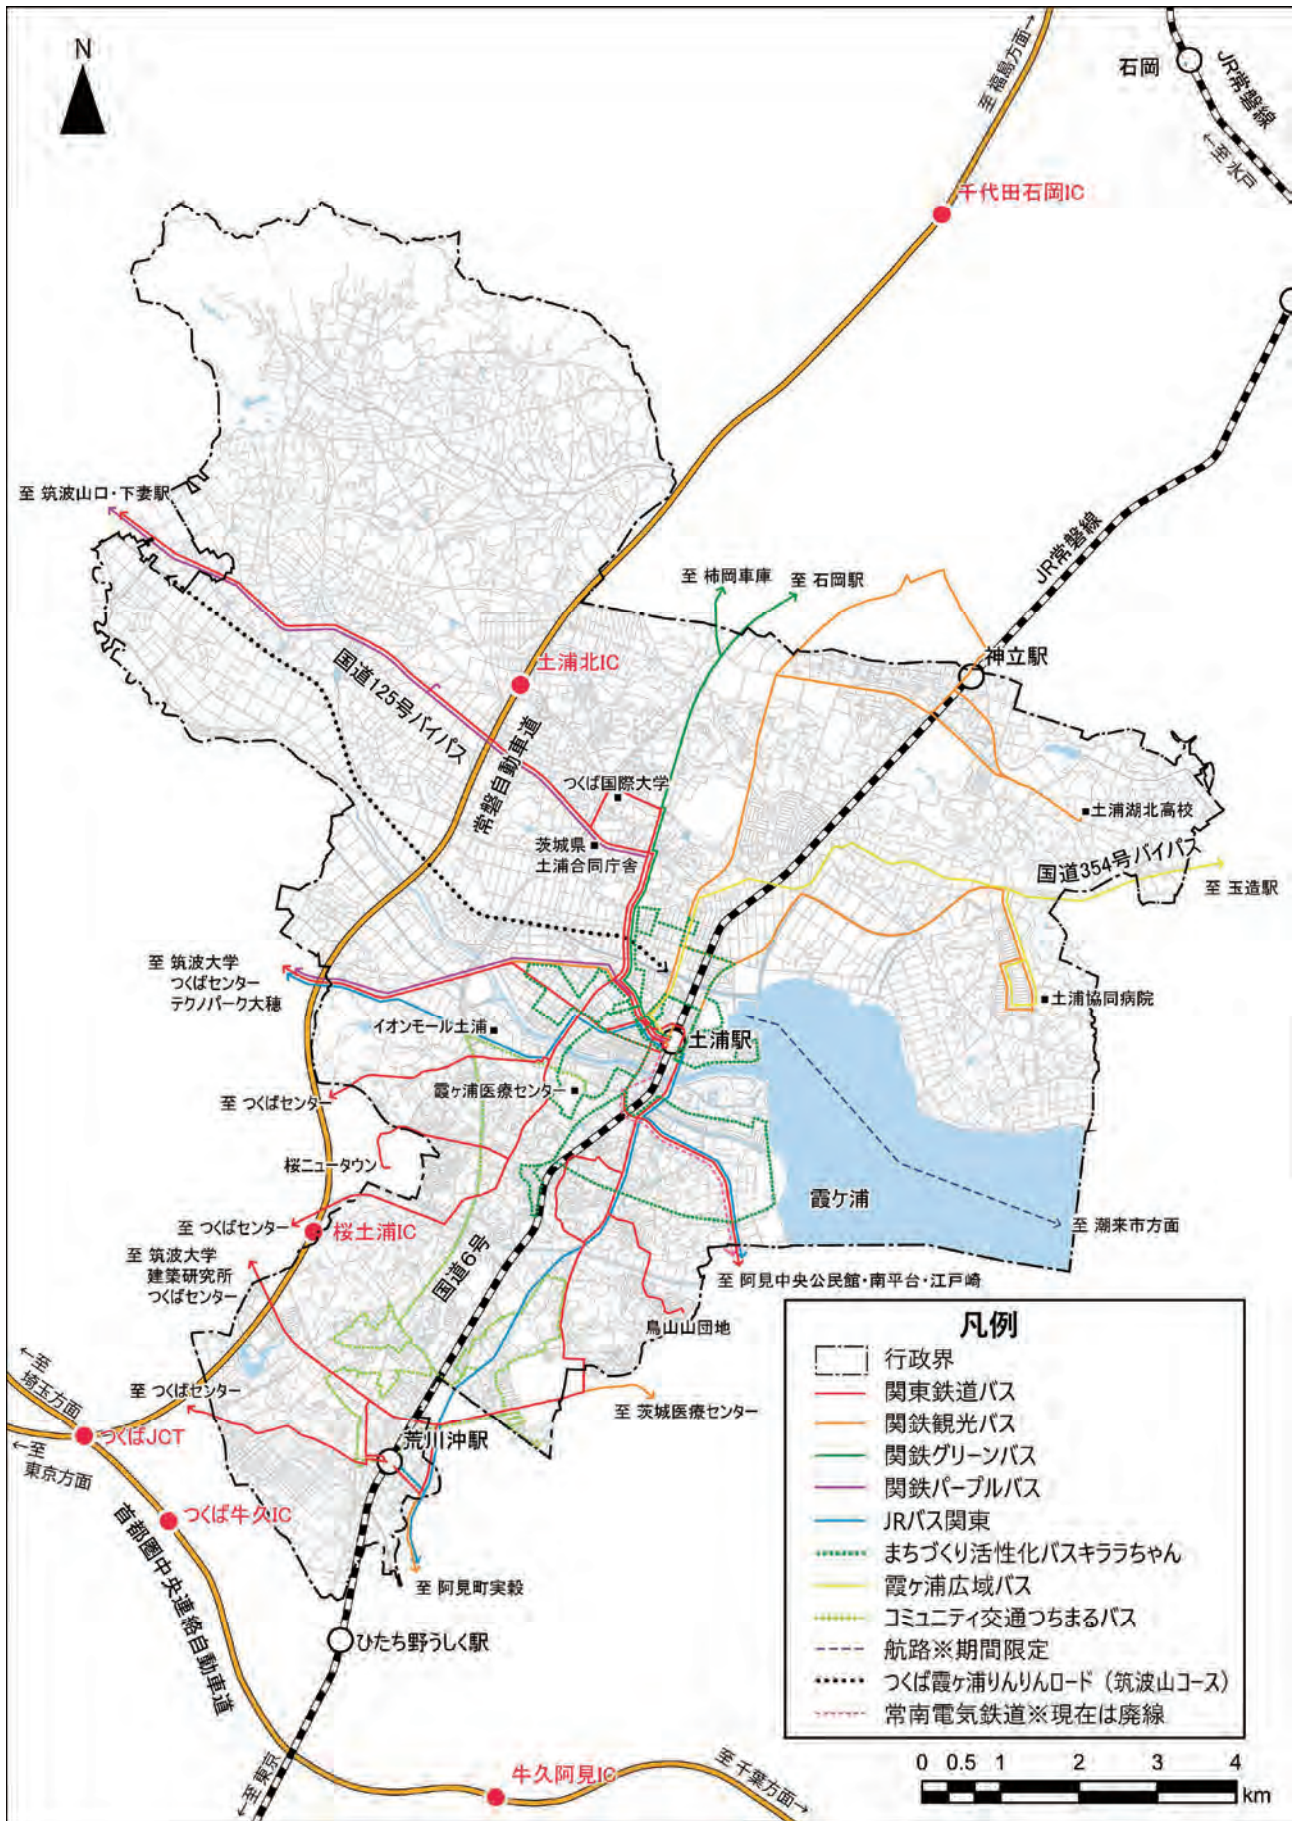 N
石岡
JR常磐線
←至 水戸
至 福島方面→
千代田石岡IC
至 筑波山口・下妻駅
JR常磐線
至 柿岡車庫
至 石岡駅
神立駅
土浦北IC
国道125号バイパス
常磐自動車道
つくば国際大学
茨城県
土浦合同庁舎
土浦湖北高校
国道354号バイパス
至 玉造駅
至 筑波大学
つくばセンター
テクノパーク大穂
土浦協同病院
イオンモール土浦
土浦駅
霞ヶ浦医療センター
至 つくばセンター
桜ニュータウン
霞ケ浦
至 つくばセンター
桜土浦IC
至 潮来市方面
至 筑波大学
建築研究所
つくばセンター
国道6号
至 阿見中央公民館・南平台・江戸崎
烏山山団地
←至
埼玉方面
至 つくばセンター
至 茨城医療センター
つくばJCT
荒川沖駅
←至
東京方面
つくば牛久IC
首都圏中央連絡自動車道
至 阿見町実穀
ひたち野うしく駅
←至東京
牛久阿見IC
至 千葉方面→
凡例
行政界
関東鉄道バス
関鉄観光バス
関鉄グリーンバス
関鉄パープルバス
JRバス関東
まちづくり活性化バスキララちゃん
霞ヶ浦広域バス
コミュニティ交通つちまるバス
航路※期間限定
つくば霞ヶ浦りんりんロード（筑波山コース）
常南電気鉄道※現在は廃線
0 0.5 1 2 3 4
km